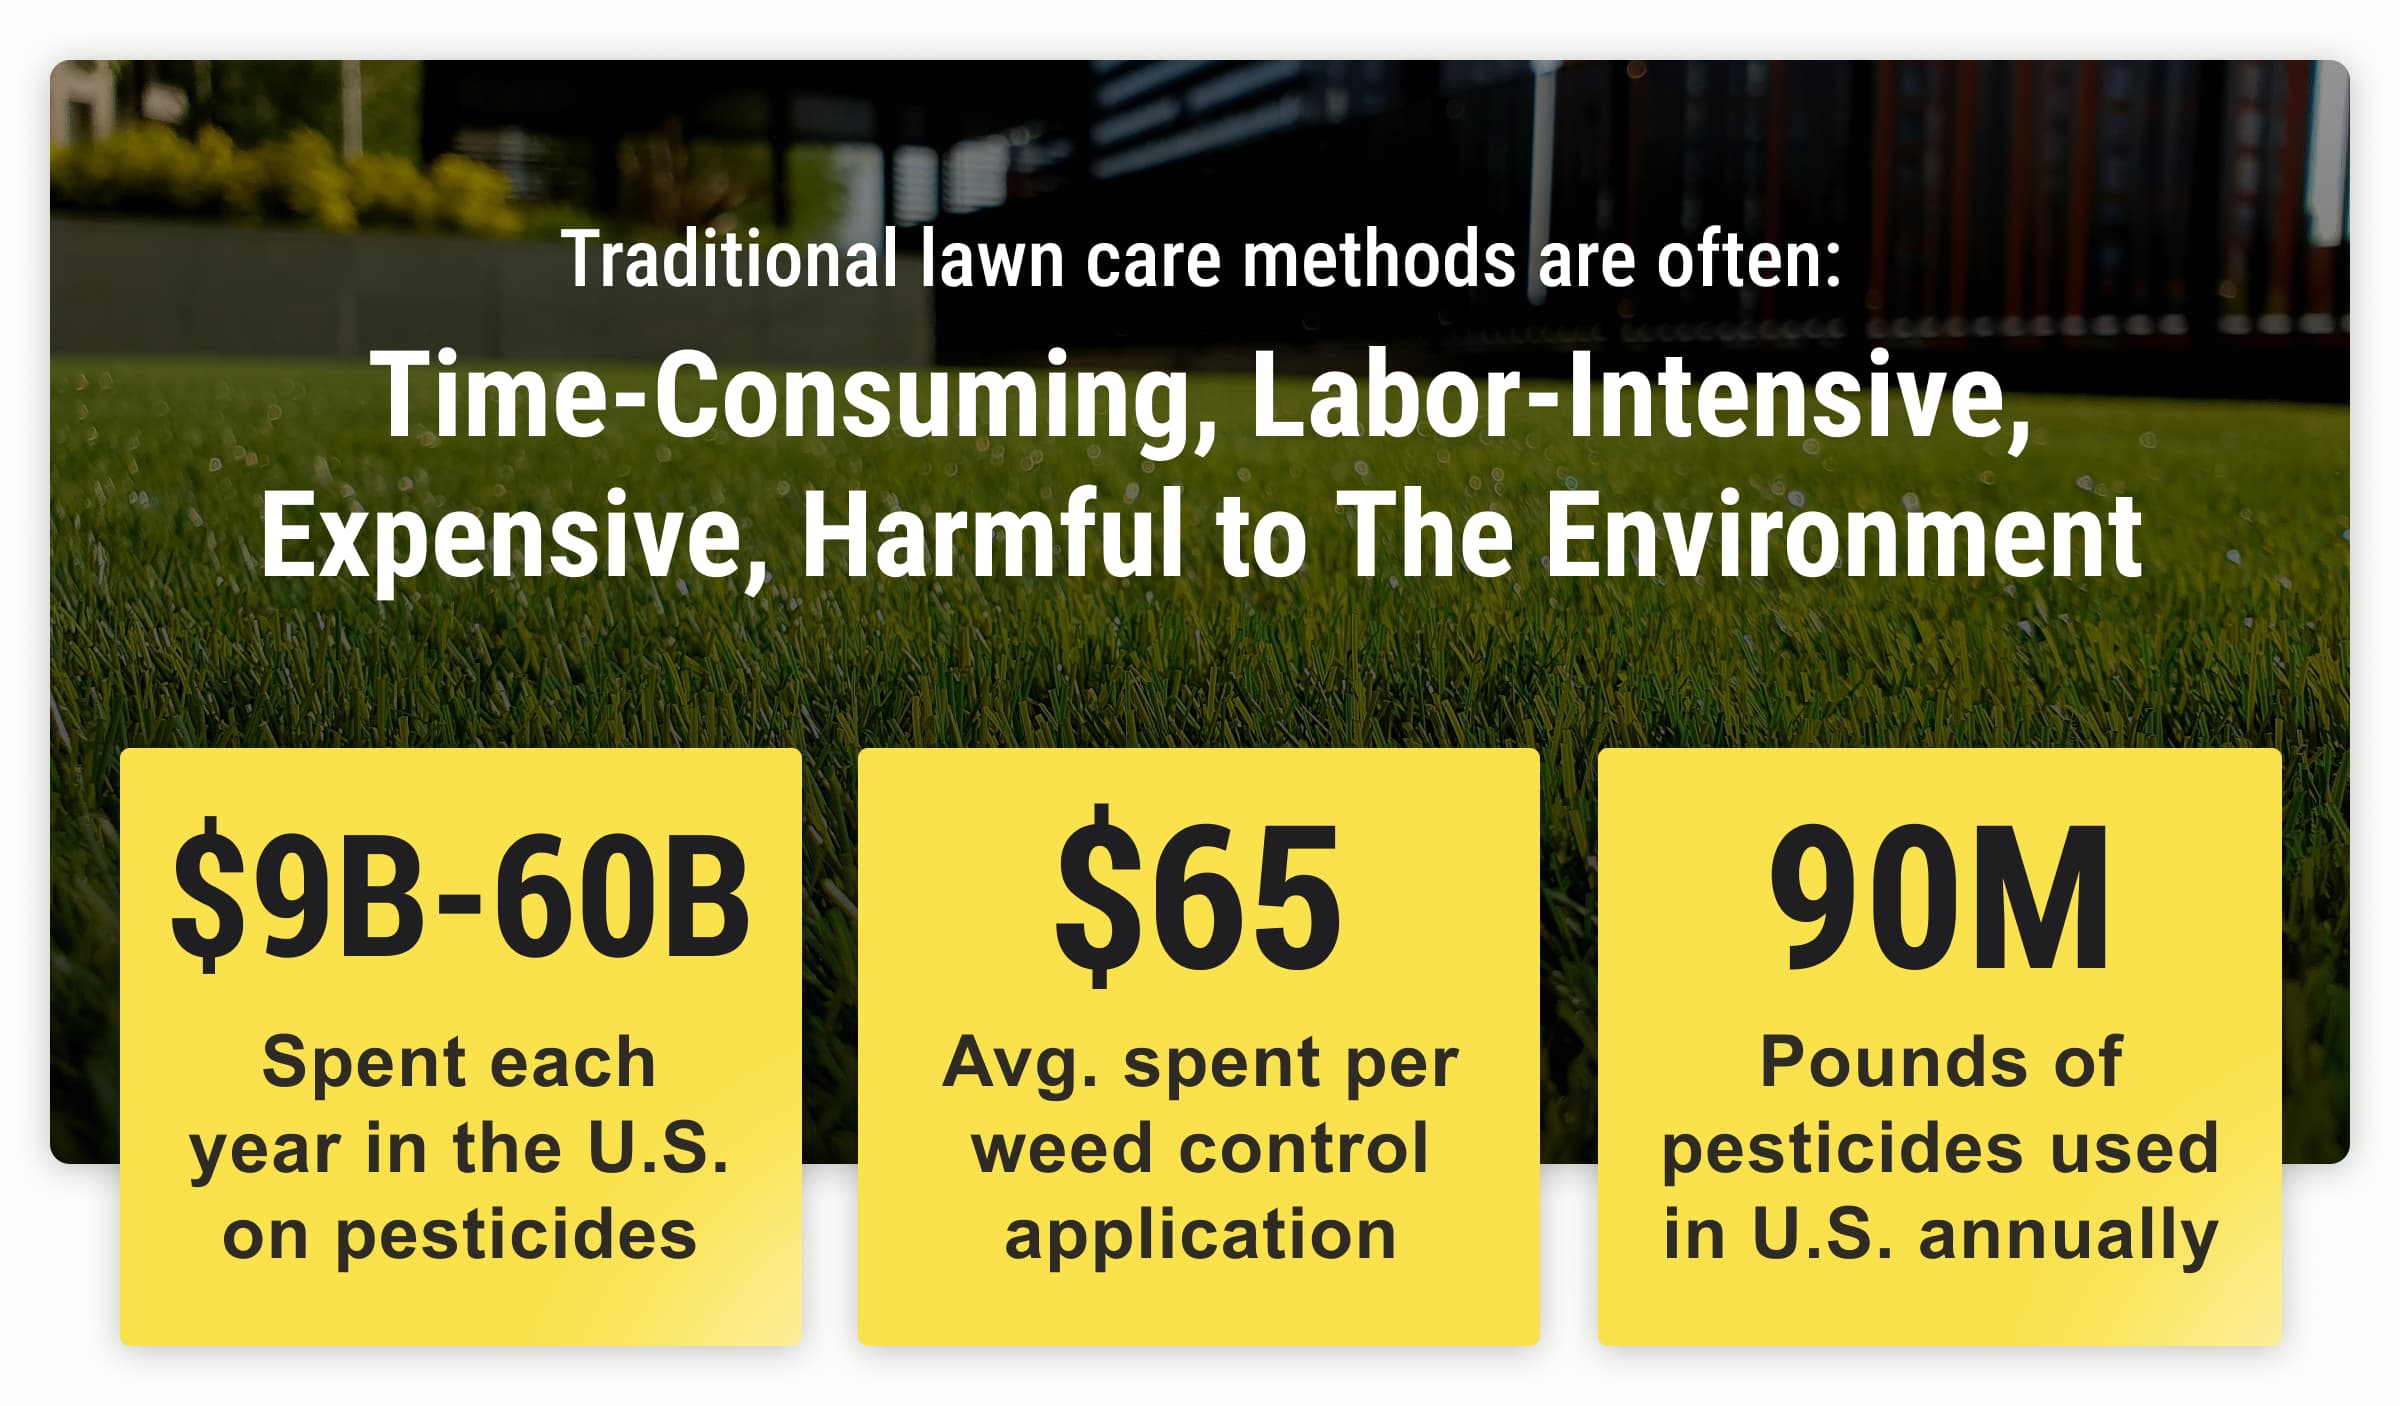 Traditional lawn care methods are often:
Time-Consuming, Labor-Intensive,
Expensive, Harmful to The Environment
$9B-60B
Spent each
year in the U.S.
on pesticides
$65
Avg. spent per
weed control
application
90M
Pounds of
pesticides used
in U.S. annually